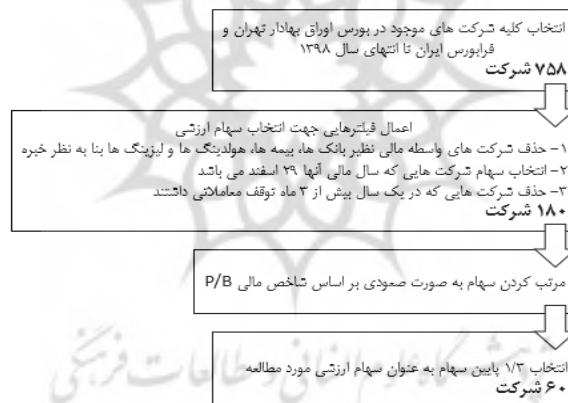 انتخاب کلیه شرکت های موجود در بورس اوراق بهادار تهران و
فرابورس ایران تا انتهای سال ۱۳۹۸
۷۵۸ شرکت
اعمال فیلترهایی جهت انتخاب سهام ارزشی
۱- حذف شرکت های واسطه مالی نظیر بانک ها، بیمه ها، هولدینگ ها و لیزینگ ها بنا به نظر خبره
۲- انتخاب سهام شرکت هایی که سال مالی آنها ۲۹ اسفند می باشد
۳- حذف شرکت هایی که در یک سال بیش از ۳ ماه توقف معاملاتی داشتند
۱۸۰ شرکت
مرتب کردن سهام به صورت صعودی بر اساس شاخص مالی P/B
انتخاب ۱/۳ پایین سهام به عنوان سهام ارزشی مورد مطالعه
۶۰ شرکت
پژوهشگاه علوم انسانی و مطالعات فرهنگی